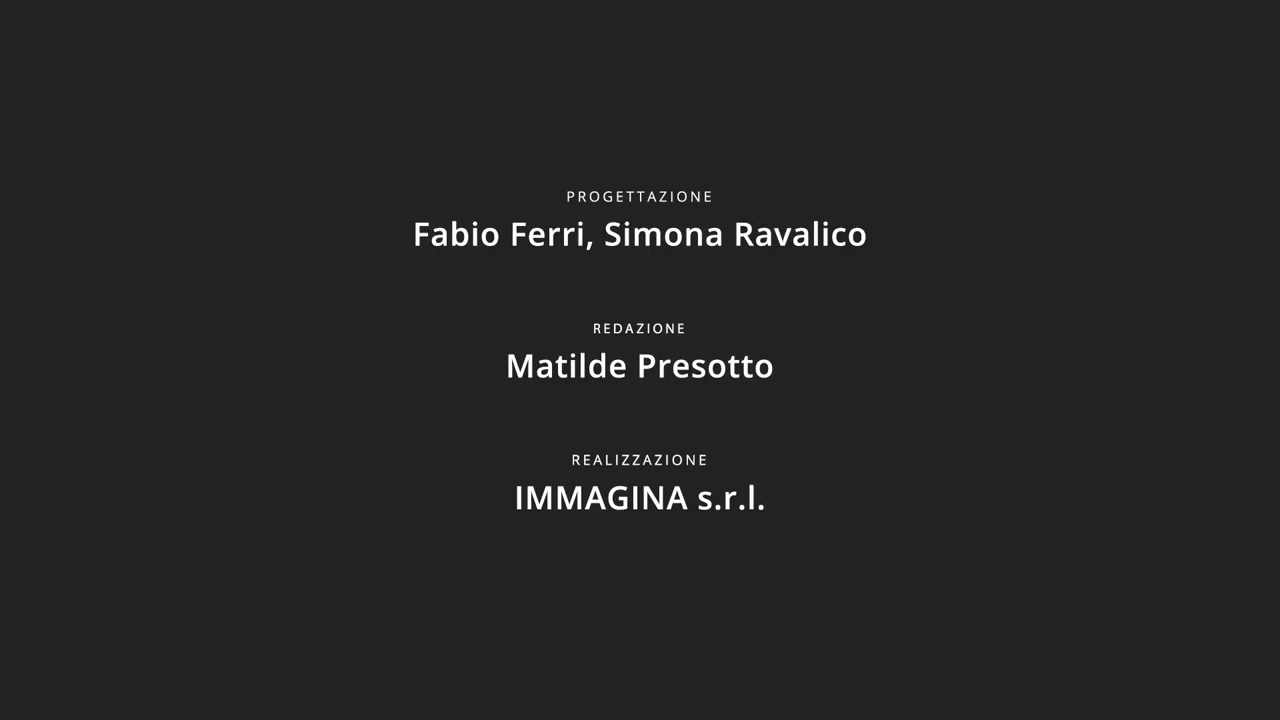 PROGETTAZIONE
Fabio Ferri, Simona Ravalico
REDAZIONE
Matilde Presotto
REALIZZAZIONE
IMMAGINA s.r.l.